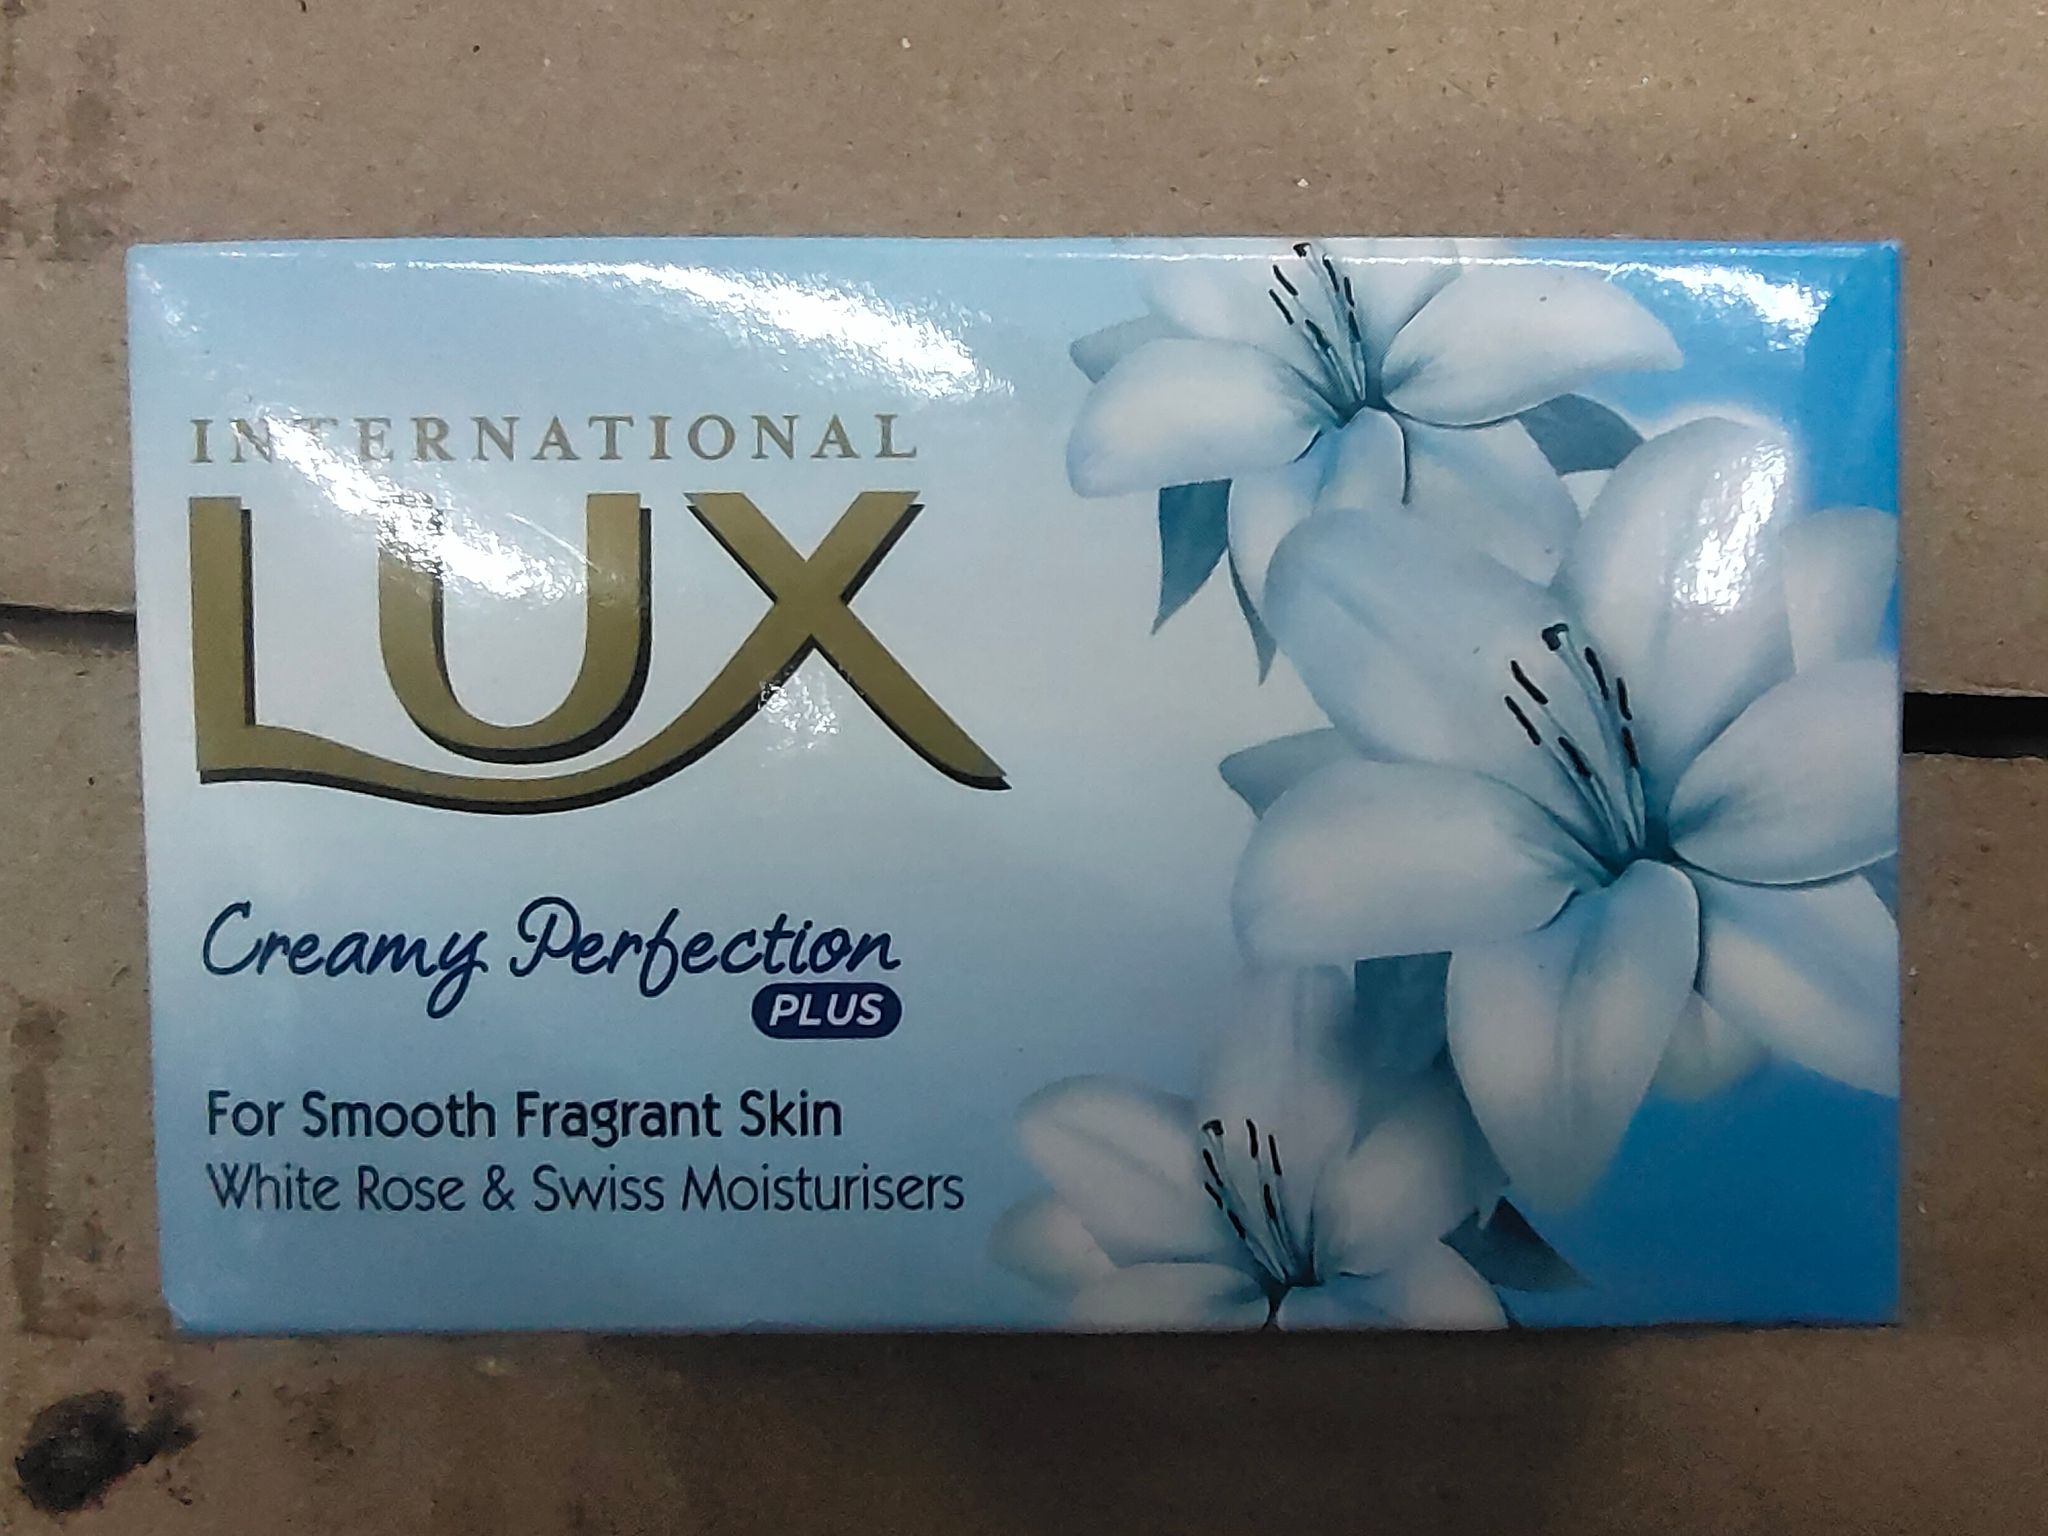 INTERNATIONAL
LUX
Creamy Perfection
PLUS
For Smooth Fragrant Skin
White Rose & Swiss Moisturisers